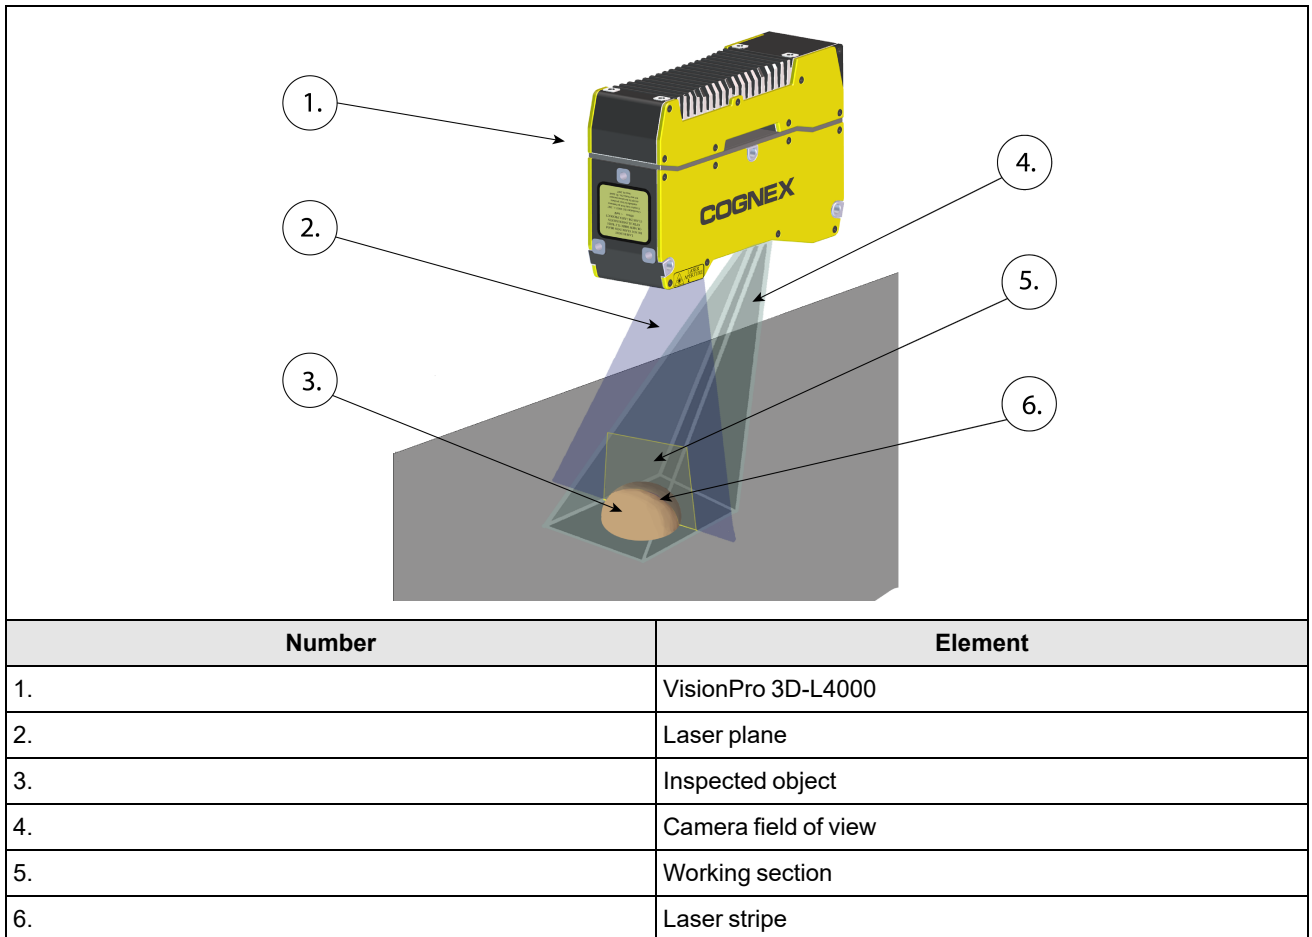 1.
4.
COGNEX
2.
5.
3.
6.
Number Element
1. VisionPro 3D-L4000
2. Laser plane
3. Inspected object
4. Camera field of view
5. Working section
6. Laser stripe